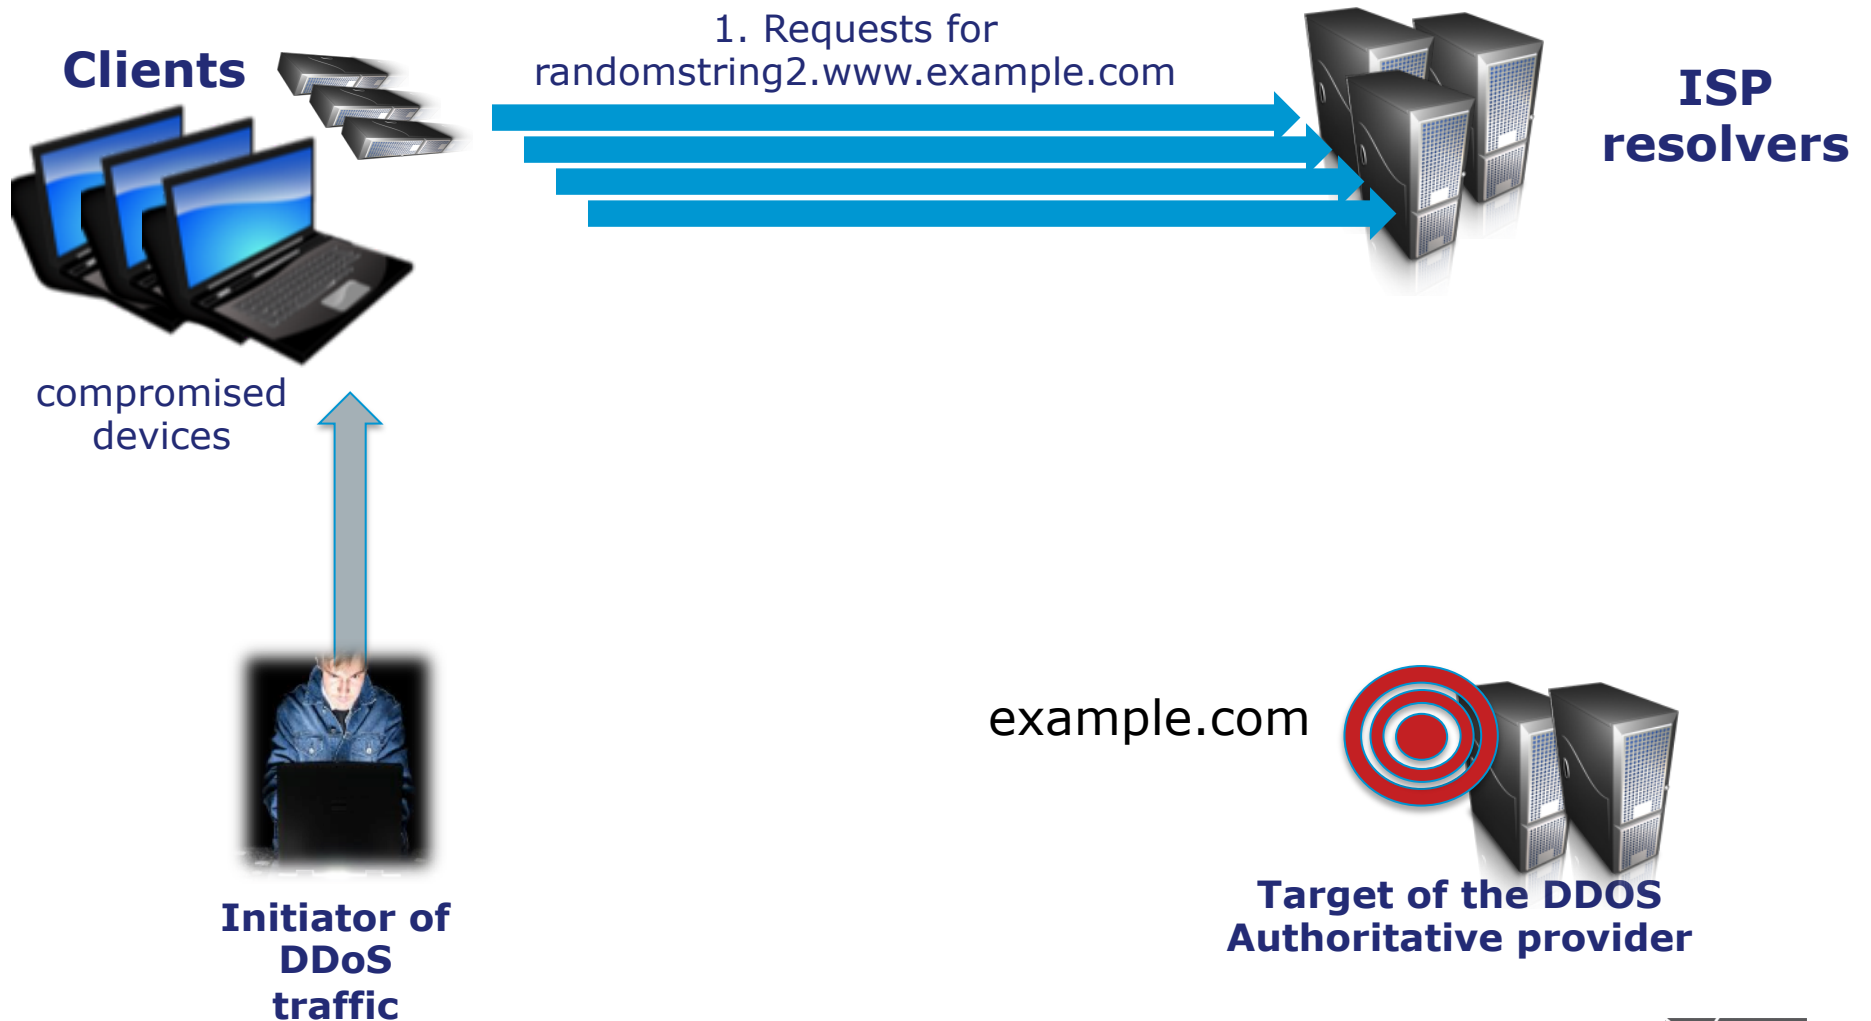 Clients
1. Requests for
randomstring2.www.example.com
ISP
resolvers
compromised
devices
example.com
Initiator of
DDoS
traffic
Target of the DDOS
Authoritative provider